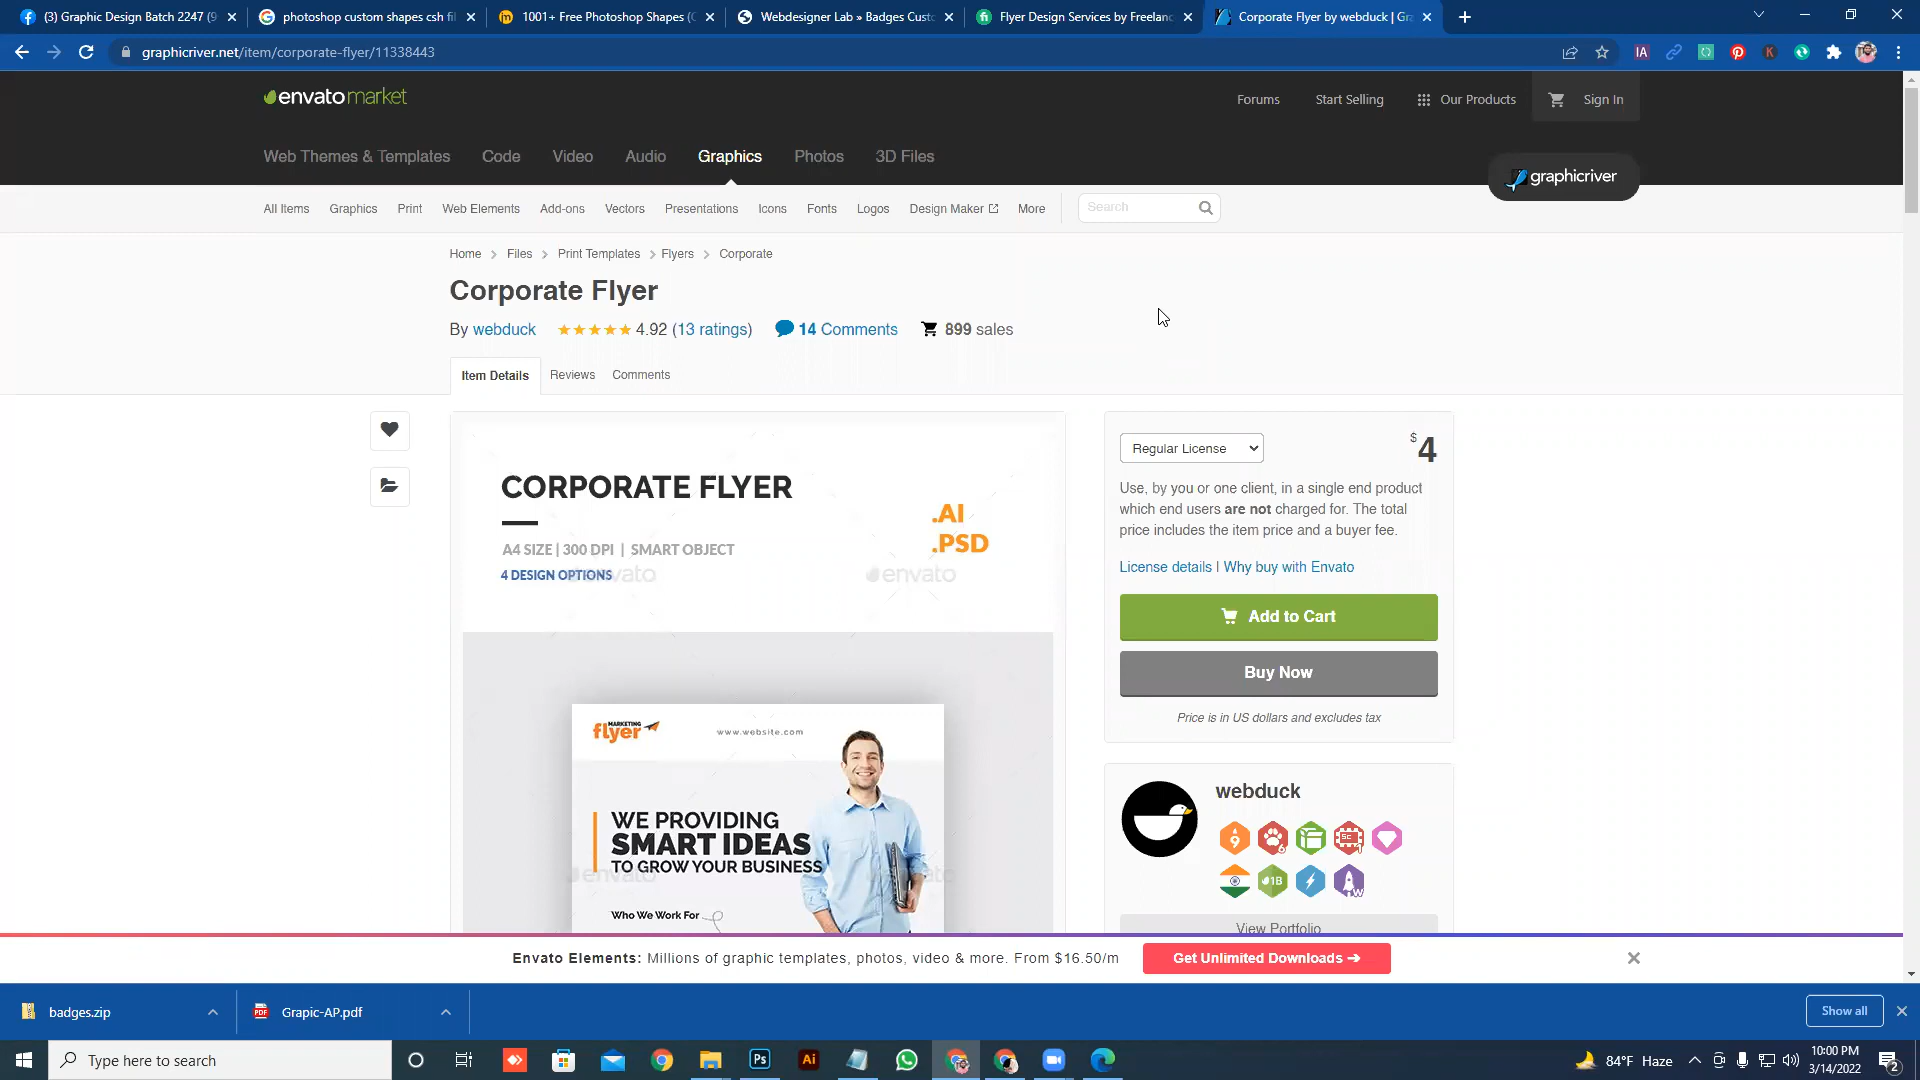 (3) Graphic Design Batch 2247 (9
photoshop custom shapes csh fil
1001+ Free Photoshop Shapes (C
Webdesigner Lab » Badges Custo
Flyer Design Services by Freelanc
Corporate Flyer by webduck | Gra
graphicriver.net/item/corporate-flyer/11338443
envatomarket
Forums
Start Selling
Our Products
Sign In
Web Themes & Templates
Code
Video
Audio
Graphics
Photos
3D Files
graphicriver
All Items
Graphics
Print
Web Elements
Add-ons
Vectors
Presentations
Icons
Fonts
Logos
Design Maker
More
Search
Home > Files > Print Templates > Flyers > Corporate
Corporate Flyer
By webduck
4.92 (13 ratings)
14 Comments
899 sales
Item Details
Reviews
Comments
CORPORATE FLYER
.AI
.PSD
A4 SIZE | 300 DPI | SMART OBJECT
4 DESIGN OPTIONS
envato
MARKETING
flyer
www.website.com
WE PROVIDING
SMART IDEAS
TO GROW YOUR BUSINESS
Who We Work For
Regular License
$4
Use, by you or one client, in a single end product
which end users are not charged for. The total
price includes the item price and a buyer fee.
License details | Why buy with Envato
Add to Cart
Buy Now
Price is in US dollars and excludes tax
webduck
View Portfolio
Envato Elements: Millions of graphic templates, photos, video & more. From $16.50/m
Get Unlimited Downloads
badges.zip
Grapic-AP.pdf
Show all
Type here to search
84°F Haze
10:00 PM
3/14/2022